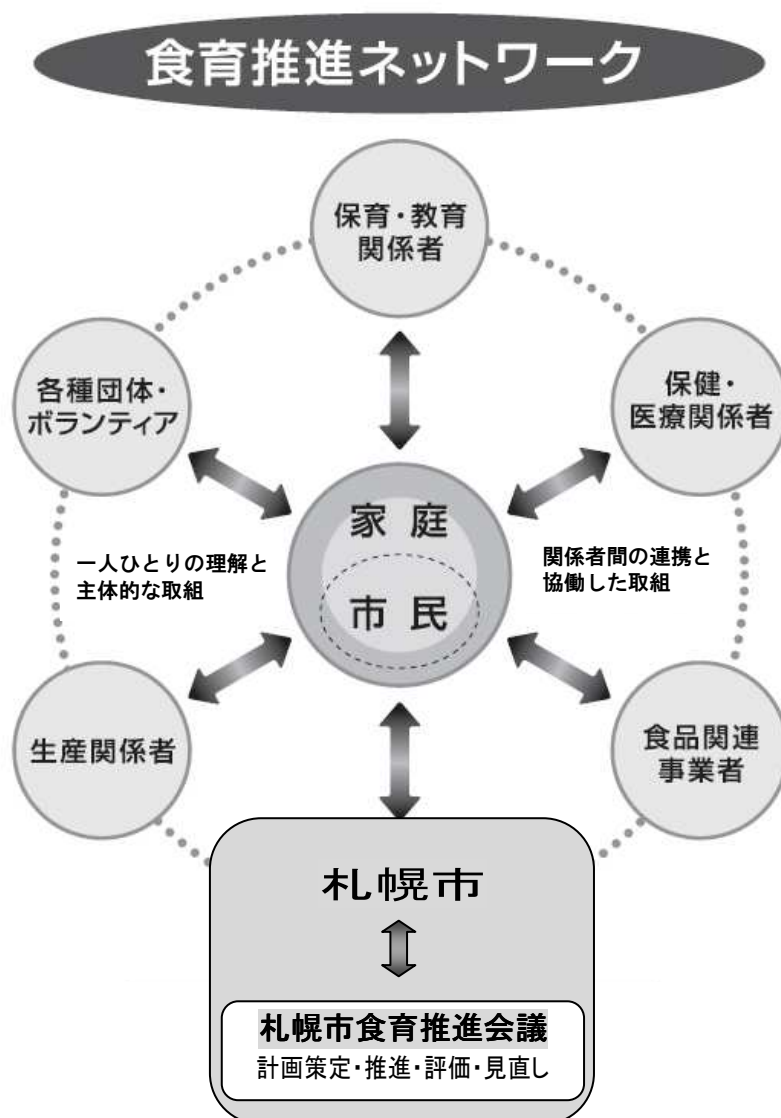 食育推進ネットワーク
保育・教育
関係者
各種団体・
ボランティア
保健・
医療関係者
家庭
市民
一人ひとりの理解と
主体的な取組
関係者間の連携と
協働した取組
生産関係者
食品関連
事業者
札幌市
札幌市食育推進会議
計画策定・推進・評価・見直し